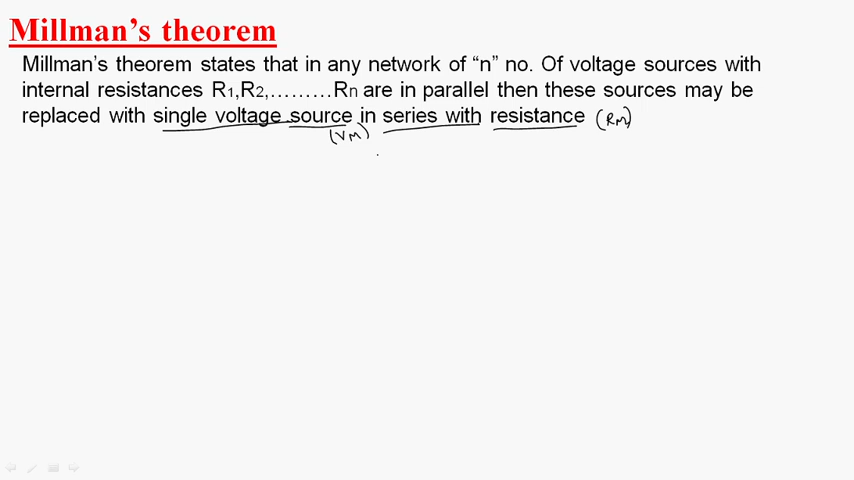 Millman's theorem
Millman's theorem states that in any network of “n” no. Of voltage sources with
internal resistances R1,R2,………Rn are in parallel then these sources may be
replaced with single voltage source in series with resistance (RM)
(VM)